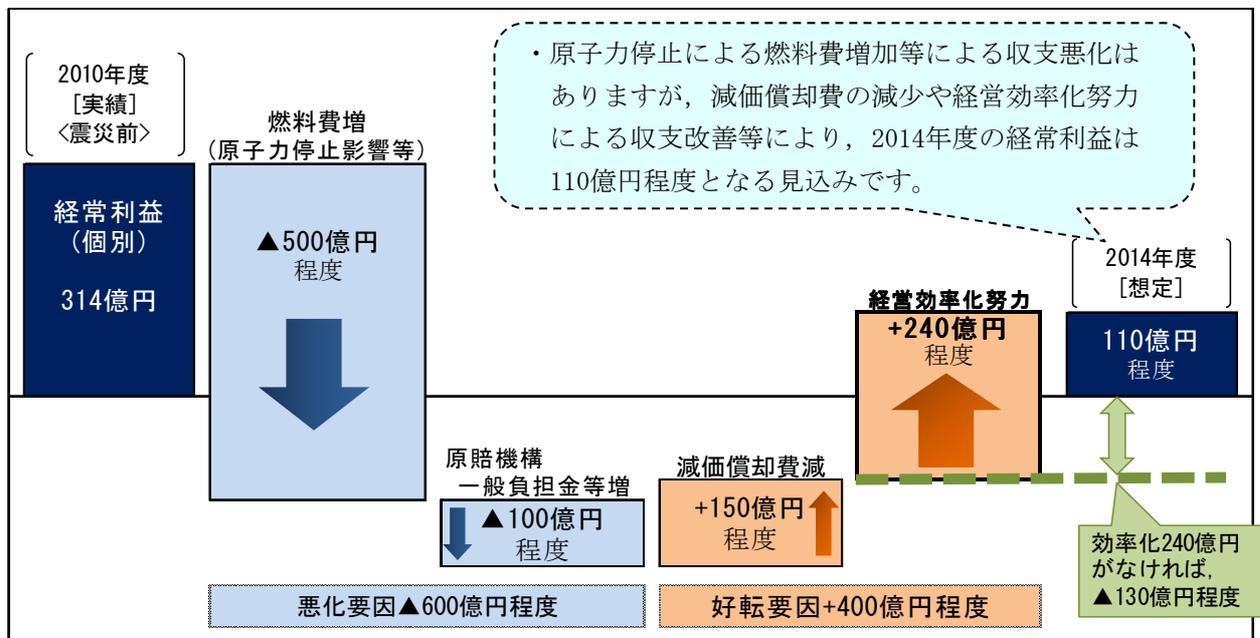 ・原子力停止による燃料費増加等による収支悪化は
ありますが，減価償却費の減少や経営効率化努力
による収支改善等により，2014年度の経常利益は
110億円程度となる見込みです。
2010年度
[実績]
<震災前>
経常利益
(個別)
314億円
燃料費増
(原子力停止影響等)
▲500億円
程度
原賠機構
一般負担金等増
▲100億円
程度
減価償却費減
+150億円
程度
経営効率化努力
+240億円
程度
2014年度
[想定]
110億円
程度
効率化240億円
がなければ，
▲130億円程度
悪化要因▲600億円程度
好転要因+400億円程度